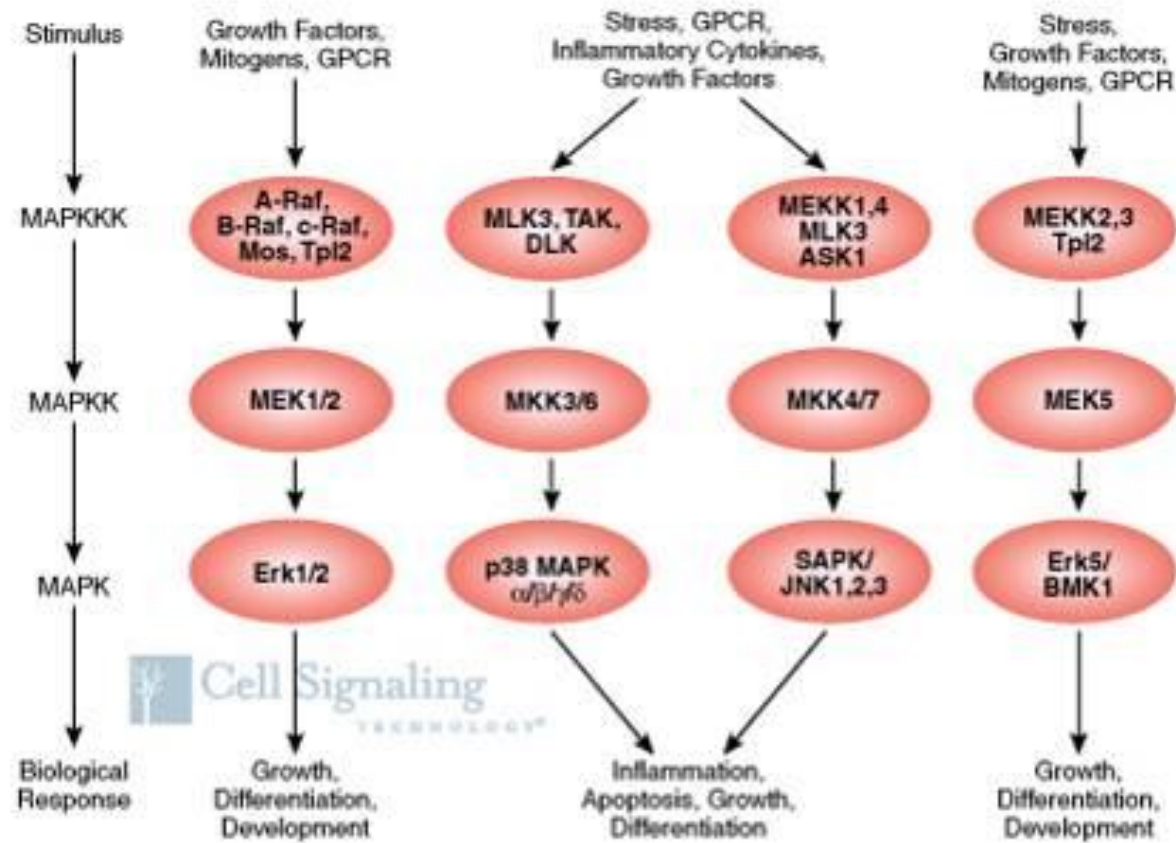 Stimulus
Growth Factors,
Mitogens, GPCR
Stress, GPCR,
Inflammatory Cytokines,
Growth Factors
Stress,
Growth Factors,
Mitogens, GPCR
MAPKKK
A-Raf,
B-Raf, c-Raf,
Mos, Tpl2
MLK3, TAK,
DLK
MEKK1,4
MLK3
ASK1
MEKK2,3
Tpl2
MAPKK
MEK1/2
MKK3/6
MKK4/7
MEK5
MAPK
Erk1/2
p38 MAPK
α/β/γ/δ
SAPK/
JNK1,2,3
Erk5/
BMK1
Cell Signaling
TECHNOLOGY®
Biological
Response
Growth,
Differentiation,
Development
Inflammation,
Apoptosis, Growth,
Differentiation
Growth,
Differentiation,
Development